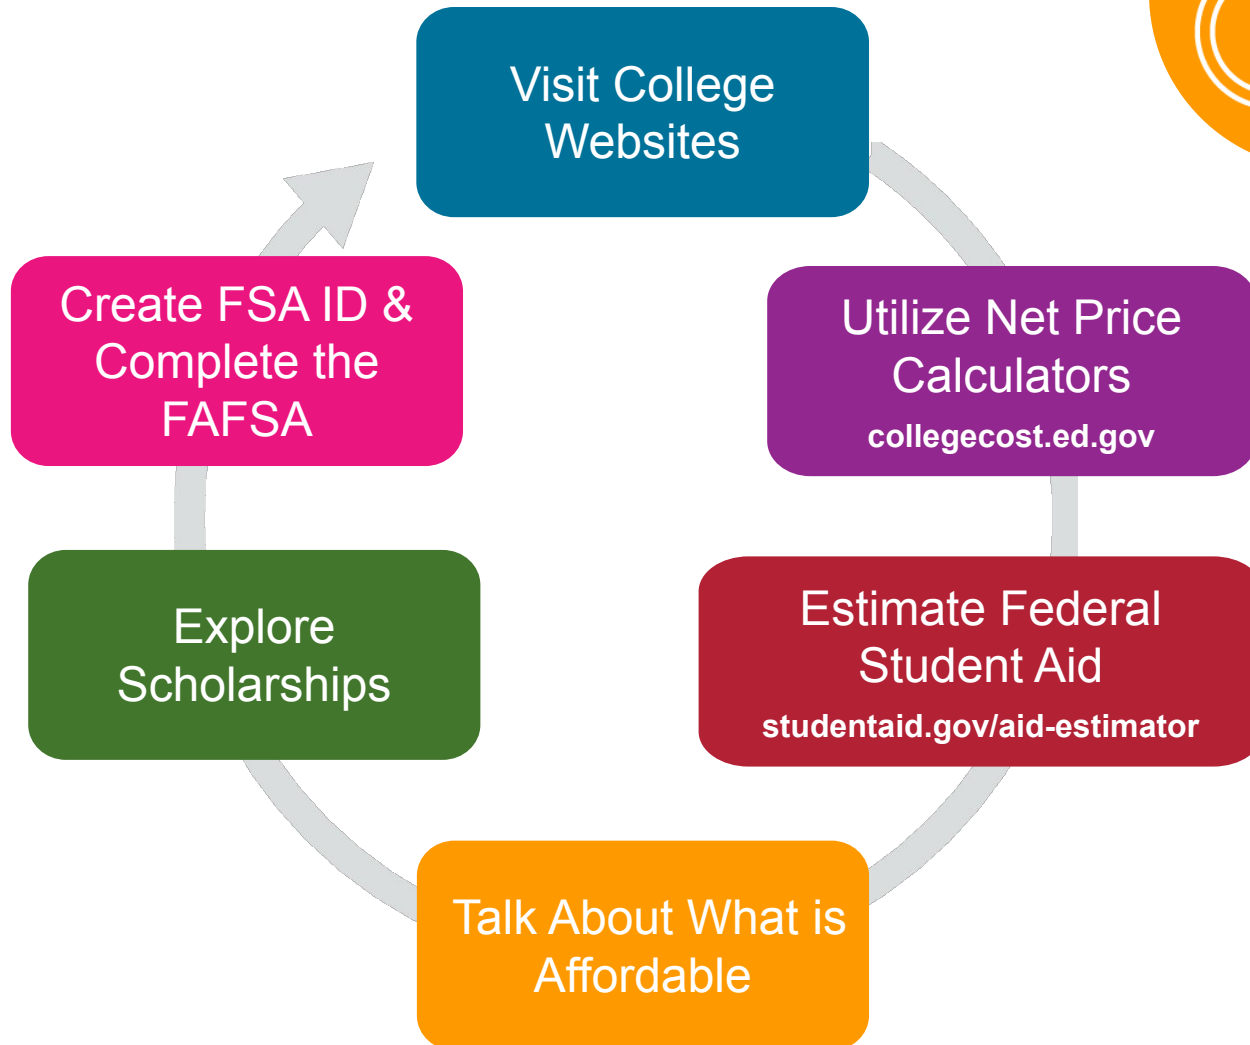 Visit College
Websites
Utilize Net Price
Calculators
collegecost.ed.gov
Estimate Federal
Student Aid
studentaid.gov/aid-estimator
Talk About What is
Affordable
Explore
Scholarships
Create FSA ID &
Complete the
FAFSA